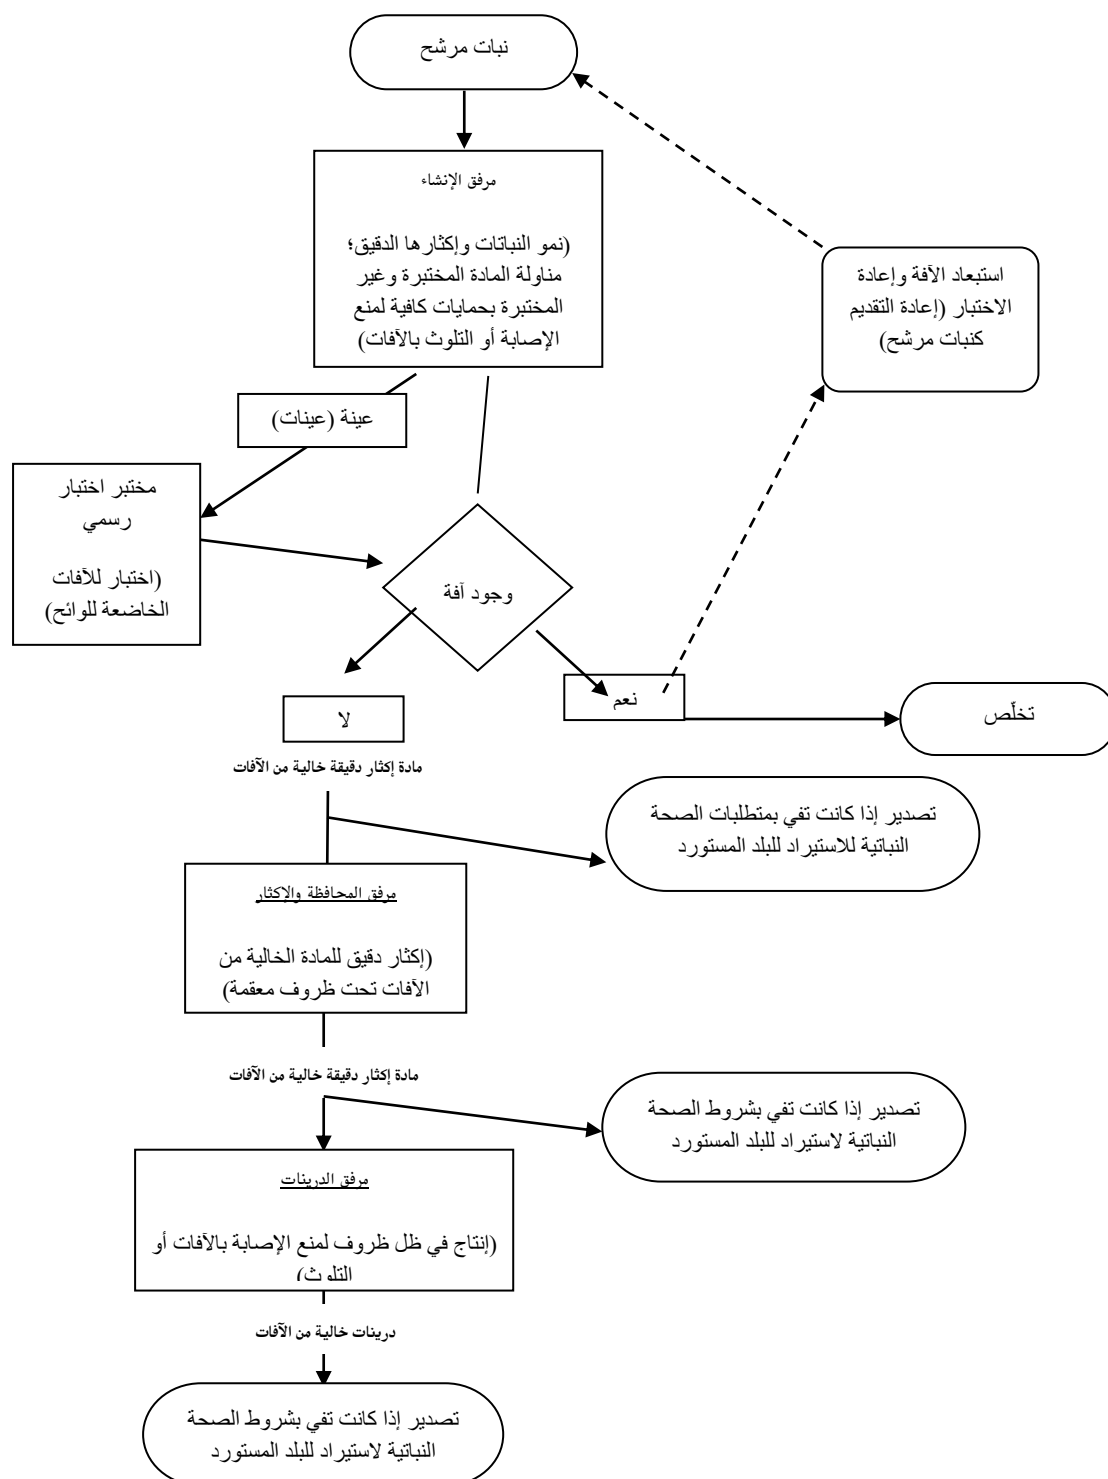 نبات مرشح
مرفق الإنشاء
(نمو النباتات وإكثارها الدقيق؛
مناولة المادة المختبرة وغير
المختبرة بحمايات كافية لمنع
الإصابة أو التلوث بالآفات)
استبعاد الآفة وإعادة
الاختبار (إعادة التقديم
كنبات مرشح)
عينة (عينات)
مختبر اختبار
رسمي
(اختبار للآفات
الخاضعة للوائح)
وجود آفة
نعم
لا
تخلّص
مادة إكثار دقيقة خالية من الآفات
تصدير إذا كانت تفي بمتطلبات الصحة
النباتية للاستيراد للبلد المستورد
مرفق المحافظة والإكثار
(إكثار دقيق للمادة الخالية من
الآفات تحت ظروف معقمة)
مادة إكثار دقيقة خالية من الآفات
تصدير إذا كانت تفي بشروط الصحة
النباتية لاستيراد للبلد المستورد
مرفق الدرينات
(إنتاج في ظل ظروف لمنع الإصابة بالآفات أو
التلوث)
درينات خالية من الآفات
تصدير إذا كانت تفي بشروط الصحة
النباتية لاستيراد للبلد المستورد